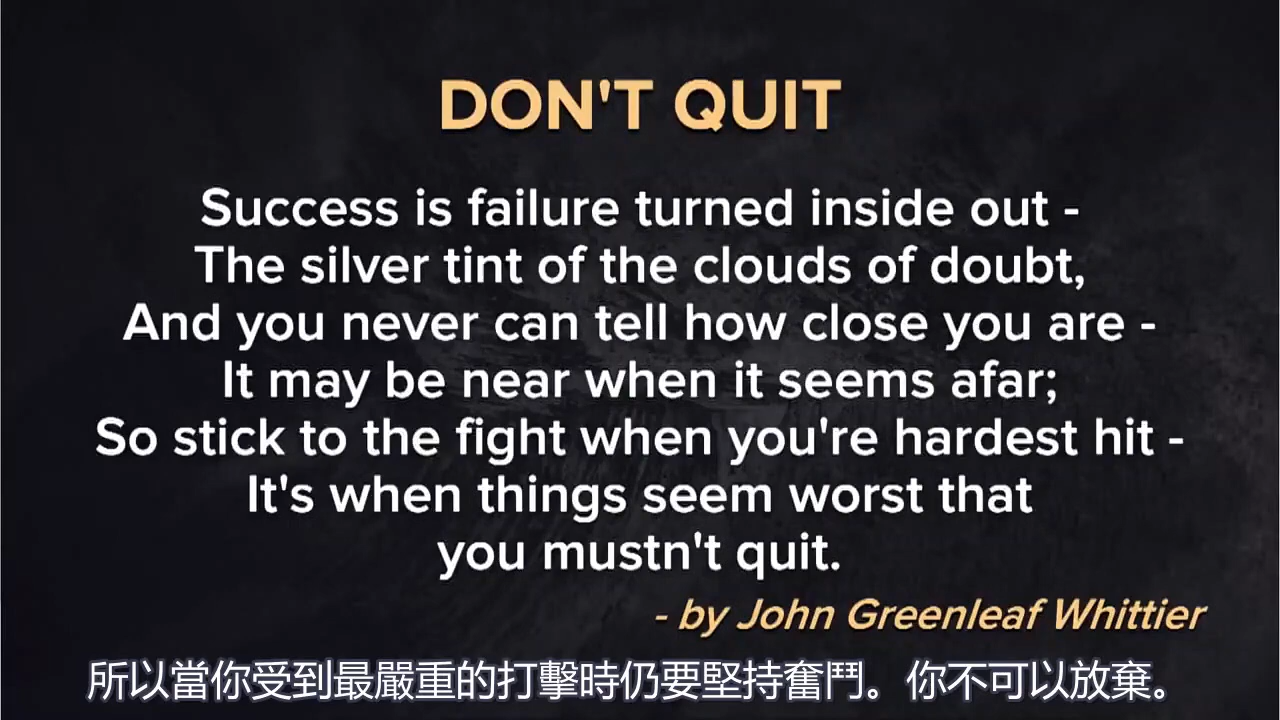 DON'T QUIT
Success is failure turned inside out -
The silver tint of the clouds of doubt,
And you never can tell how close you are -
It may be near when it seems afar;
So stick to the fight when you're hardest hit -
It's when things seem worst that
you mustn't quit.
- by John Greenleaf Whittier
所以當你受到最嚴重的打擊時仍要堅持奮鬥。你不可以放棄。